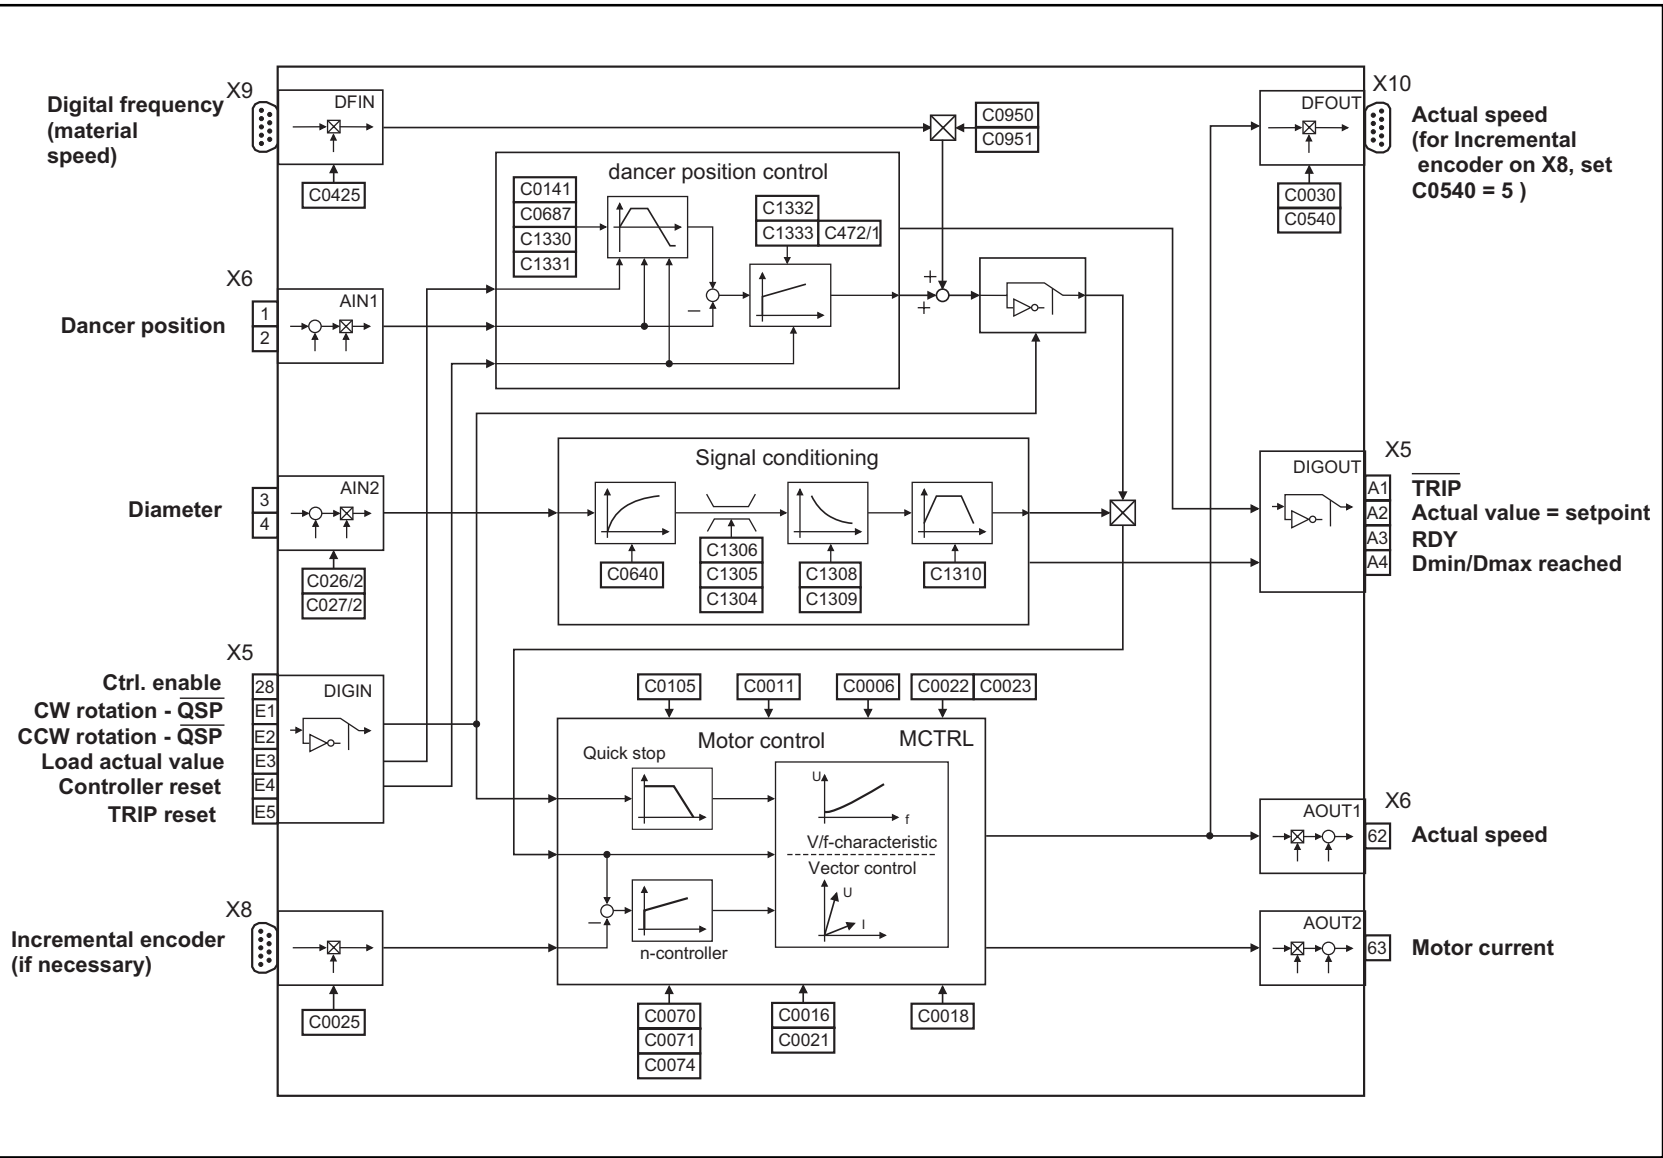 X9
Digital frequency
(material
speed)
DFIN
C0425
C0950
C0951
X10
DFOUT
Actual speed
(for Incremental
encoder on X8, set
C0540 = 5 )
C0030
C0540
dancer position control
C0141
C0687
C1330
C1331
C1332
C1333 C472/1
−
+
+
X6
AIN1
1
2
Dancer position
Signal conditioning
AIN2
3
4
Diameter
C026/2
C027/2
C0640
C1306
C1305
C1304
C1308
C1309
C1310
X5
DIGOUT
A1 TRIP
A2 Actual value = setpoint
A3 RDY
A4 Dmin/Dmax reached
X5
DIGIN
Ctrl. enable 28
CW rotation - QSP E1
CCW rotation - QSP E2
Load actual value E3
Controller reset E4
TRIP reset E5
C0105
C0011
C0006
C0022 C0023
Motor control MCTRL
Quick stop
U
f
V/f-characteristic
Vector control
U
I
−
n-controller
X6
AOUT1
62 Actual speed
X8
Incremental encoder
(if necessary)
C0025
AOUT2
63 Motor current
C0070
C0071
C0074
C0016
C0021
C0018